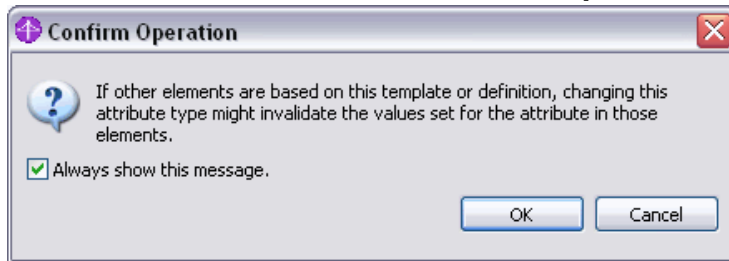 Confirm Operation
If other elements are based on this template or definition, changing this
attribute type might invalidate the values set for the attribute in those
elements.
Always show this message.
OK
Cancel